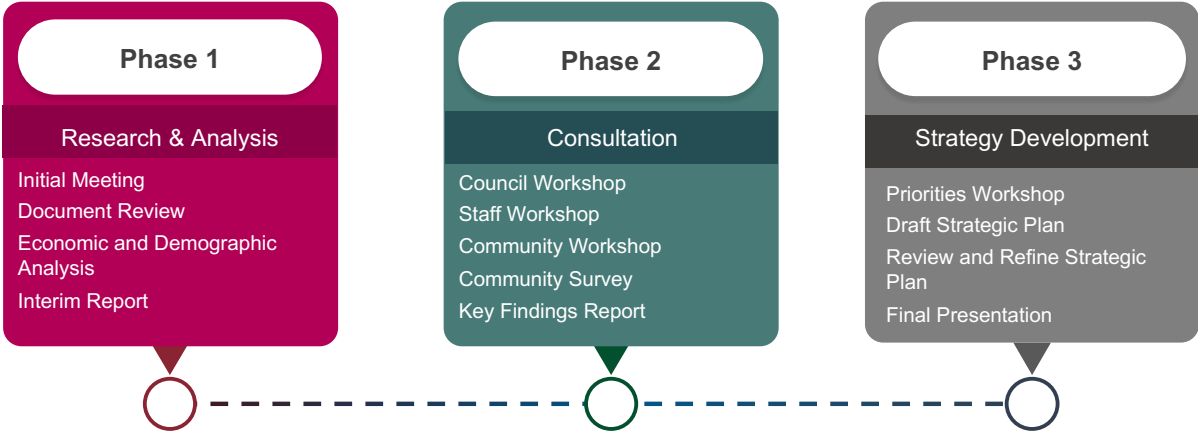 Phase 1
Research & Analysis
Initial Meeting
Document Review
Economic and Demographic
Analysis
Interim Report
Phase 2
Consultation
Council Workshop
Staff Workshop
Community Workshop
Community Survey
Key Findings Report
Phase 3
Strategy Development
Priorities Workshop
Draft Strategic Plan
Review and Refine Strategic
Plan
Final Presentation